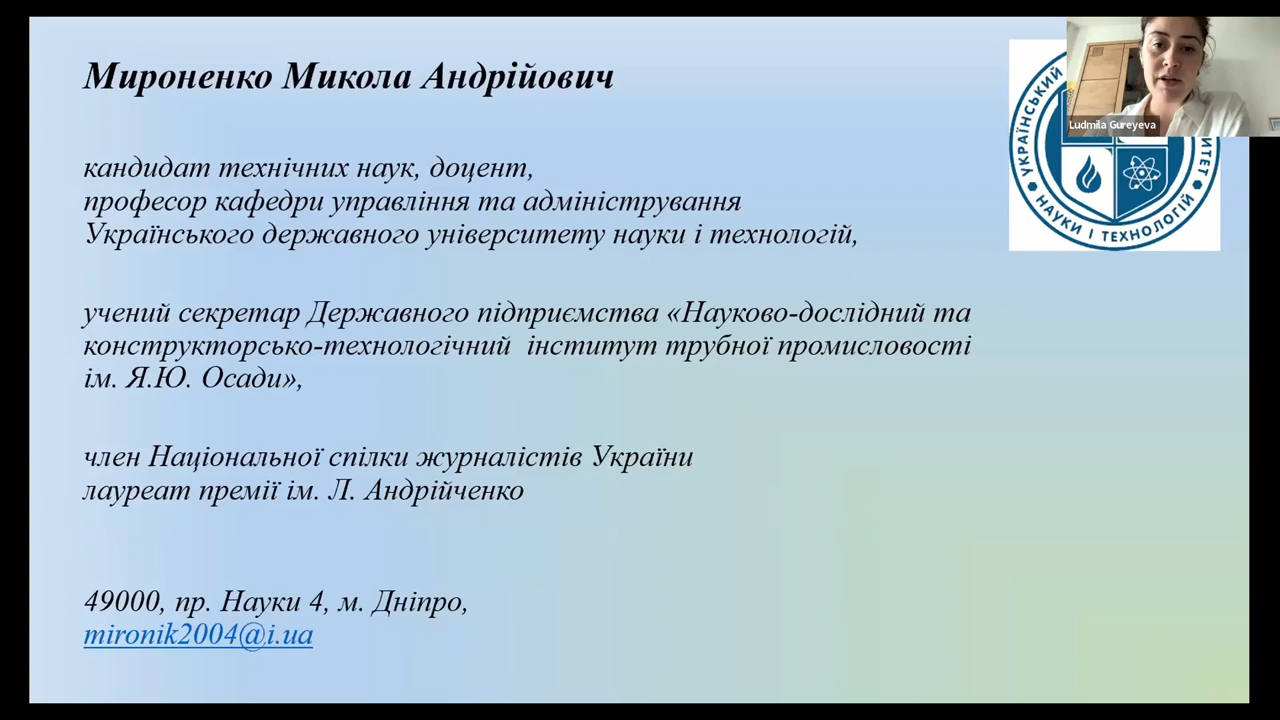 Мироненко Микола Андрійович
кандидат технічних наук, доцент,
професор кафедри управління та адміністрування
Українського державного університету науки і технологій,
учений секретар Державного підприємства «Науково-дослідний та
конструкторсько-технологічний інститут трубної промисловості
ім. Я.Ю. Осади»,
член Національної спілки журналістів України
лауреат премії ім. Л. Андрійченко
49000, пр. Науки 4, м. Дніпро,
mironik2004@i.ua
УКРАЇНСЬКИЙ
НАУКИ І ТЕХНОЛОГІЙ
Ludmila Gureyeva